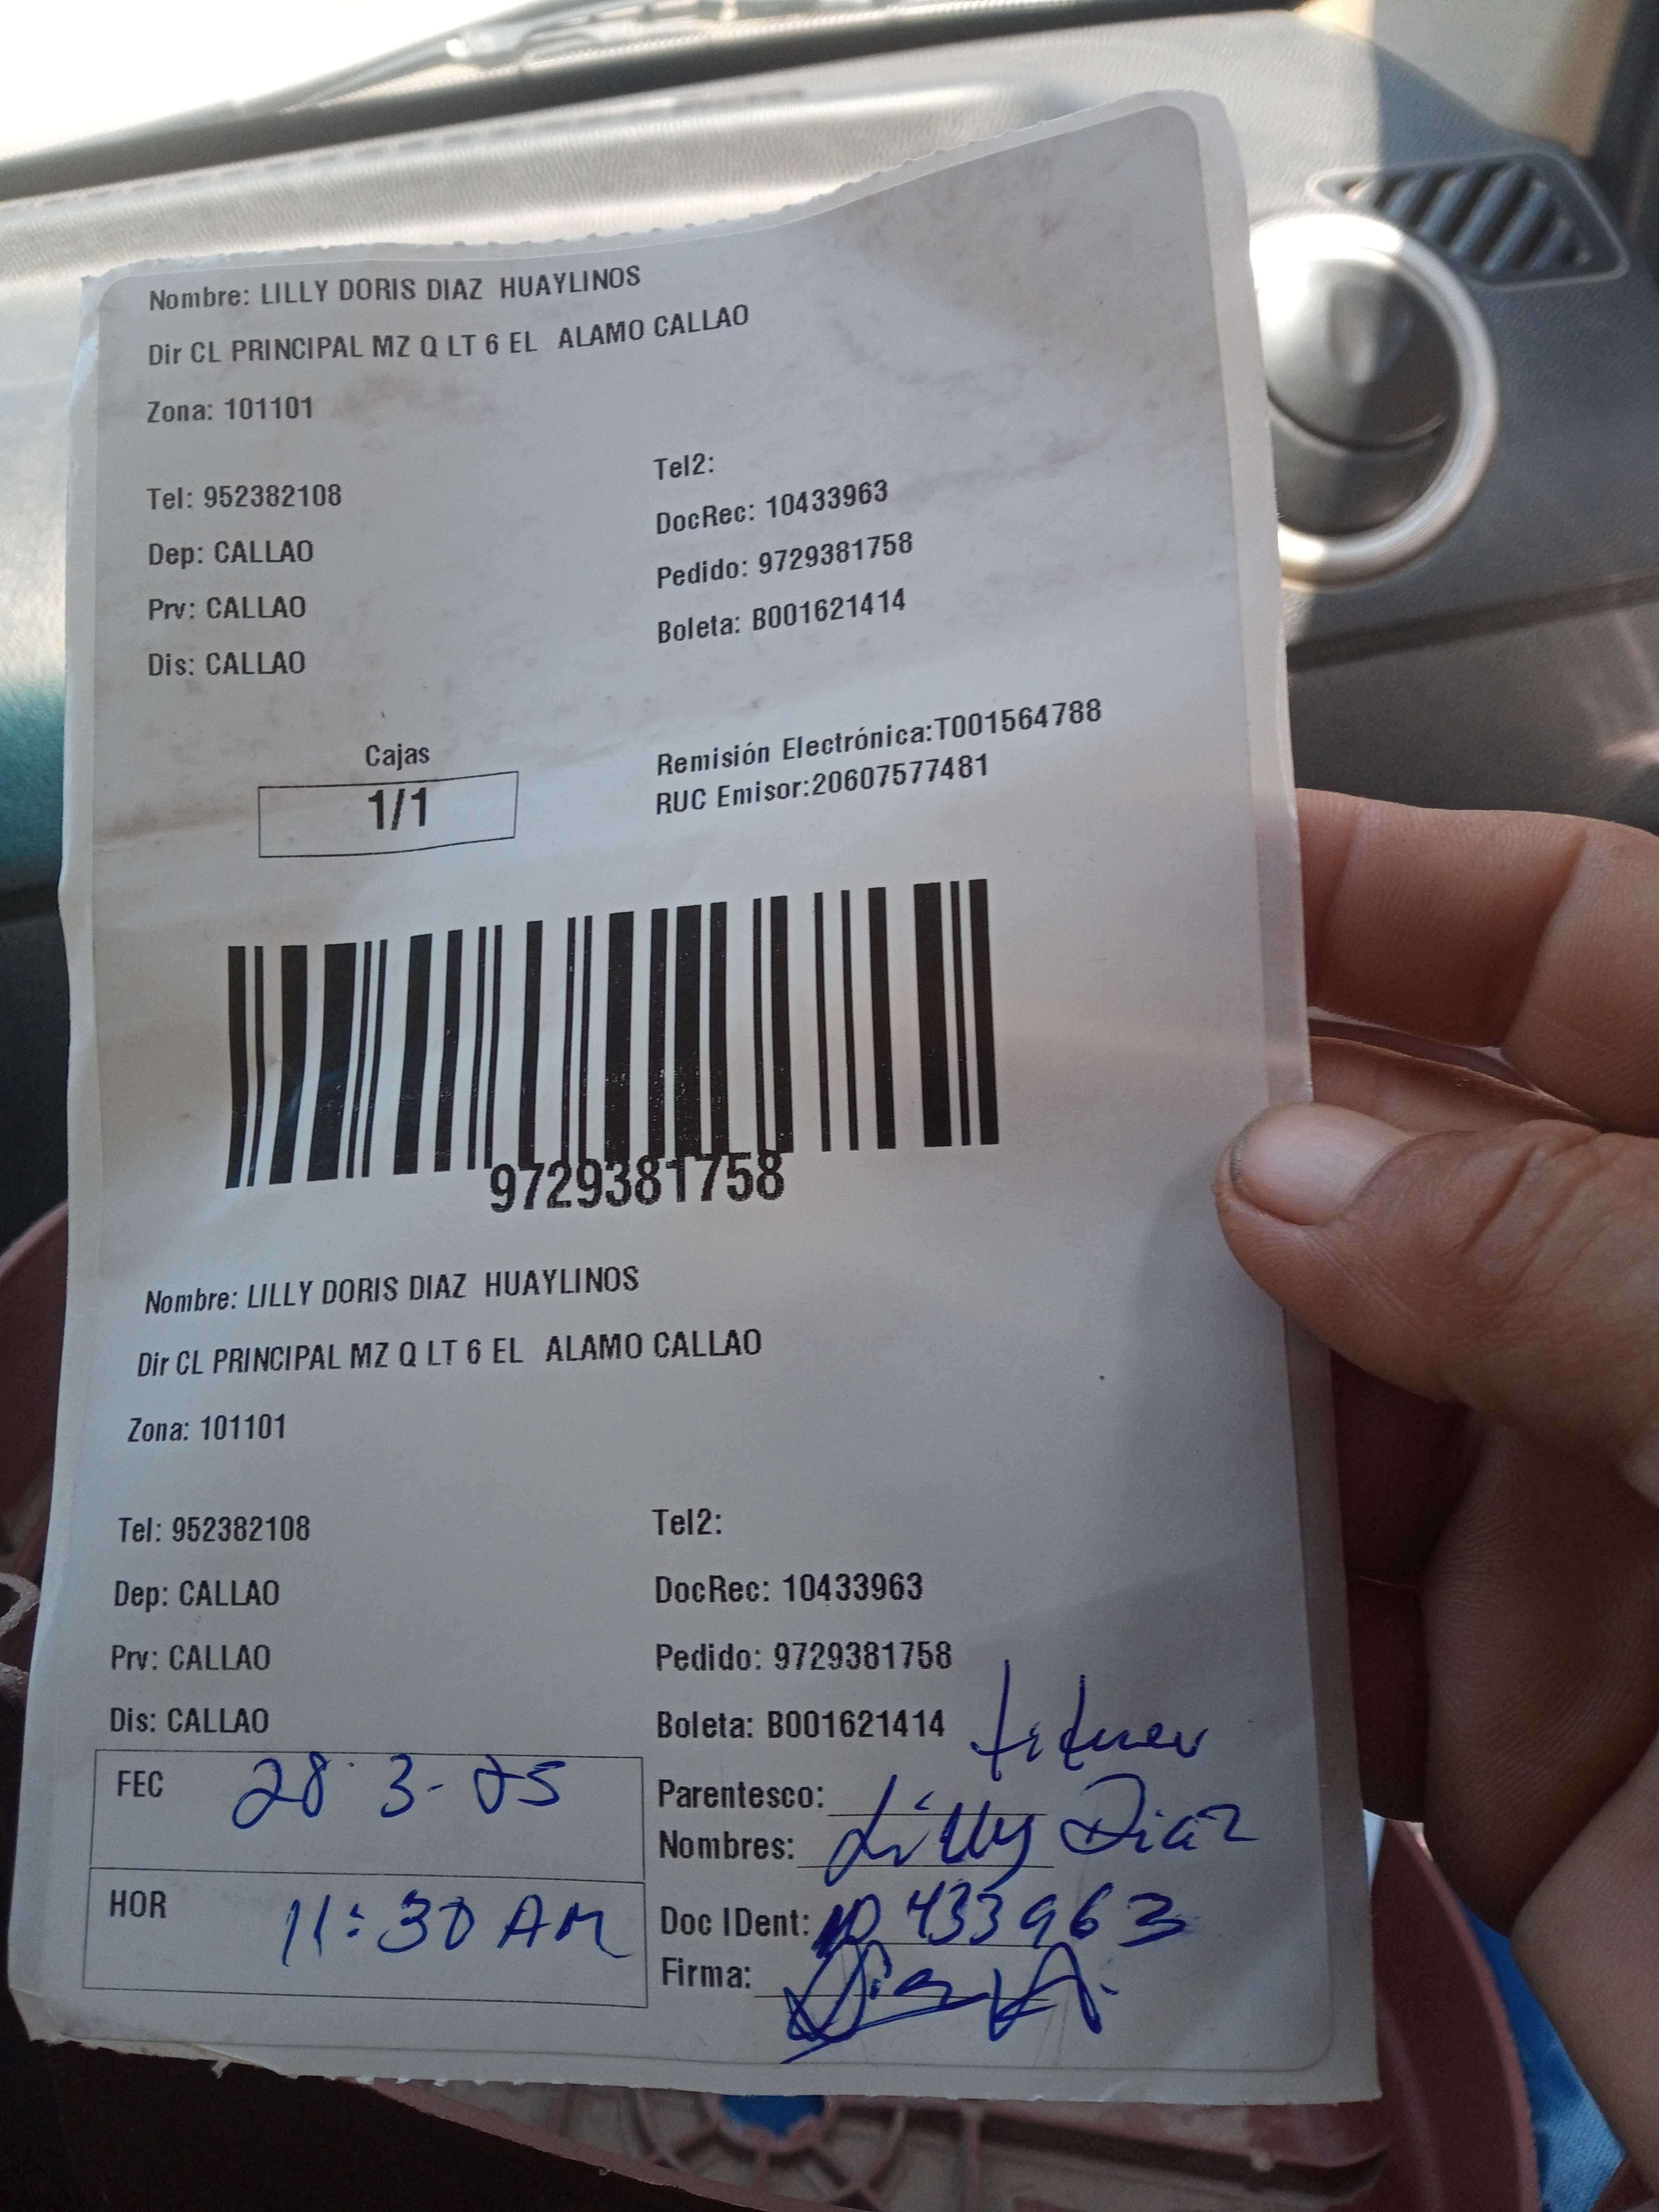 Nombre: LILLY DORIS DIAZ HUAYLINOS
Dir CL PRINCIPAL MZ Q LT 6 EL ALAMO CALLAO
Zona: 101101
Tel: 952382108
Tel2:
Dep: CALLAO
DocRec: 10433963
Prv: CALLAO
Pedido: 9729381758
Dis: CALLAO
Boleta: B001621414
Cajas
1/1
Remisión Electrónica:T001564788
RUC Emisor:20607577481
9729381758
Nombre: LILLY DORIS DIAZ HUAYLINOS
Dir CL PRINCIPAL MZ Q LT 6 EL ALAMO CALLAO
Zona: 101101
Tel: 952382108
Tel2:
Dep: CALLAO
DocRec: 10433963
Prv: CALLAO
Pedido: 9729381758
Dis: CALLAO
Boleta: B001621414
FEC 28 3-25
Parentesco:
Nombres: Lilly Diaz
HOR 11:30 AM
Doc IDent: 10433963
Firma: